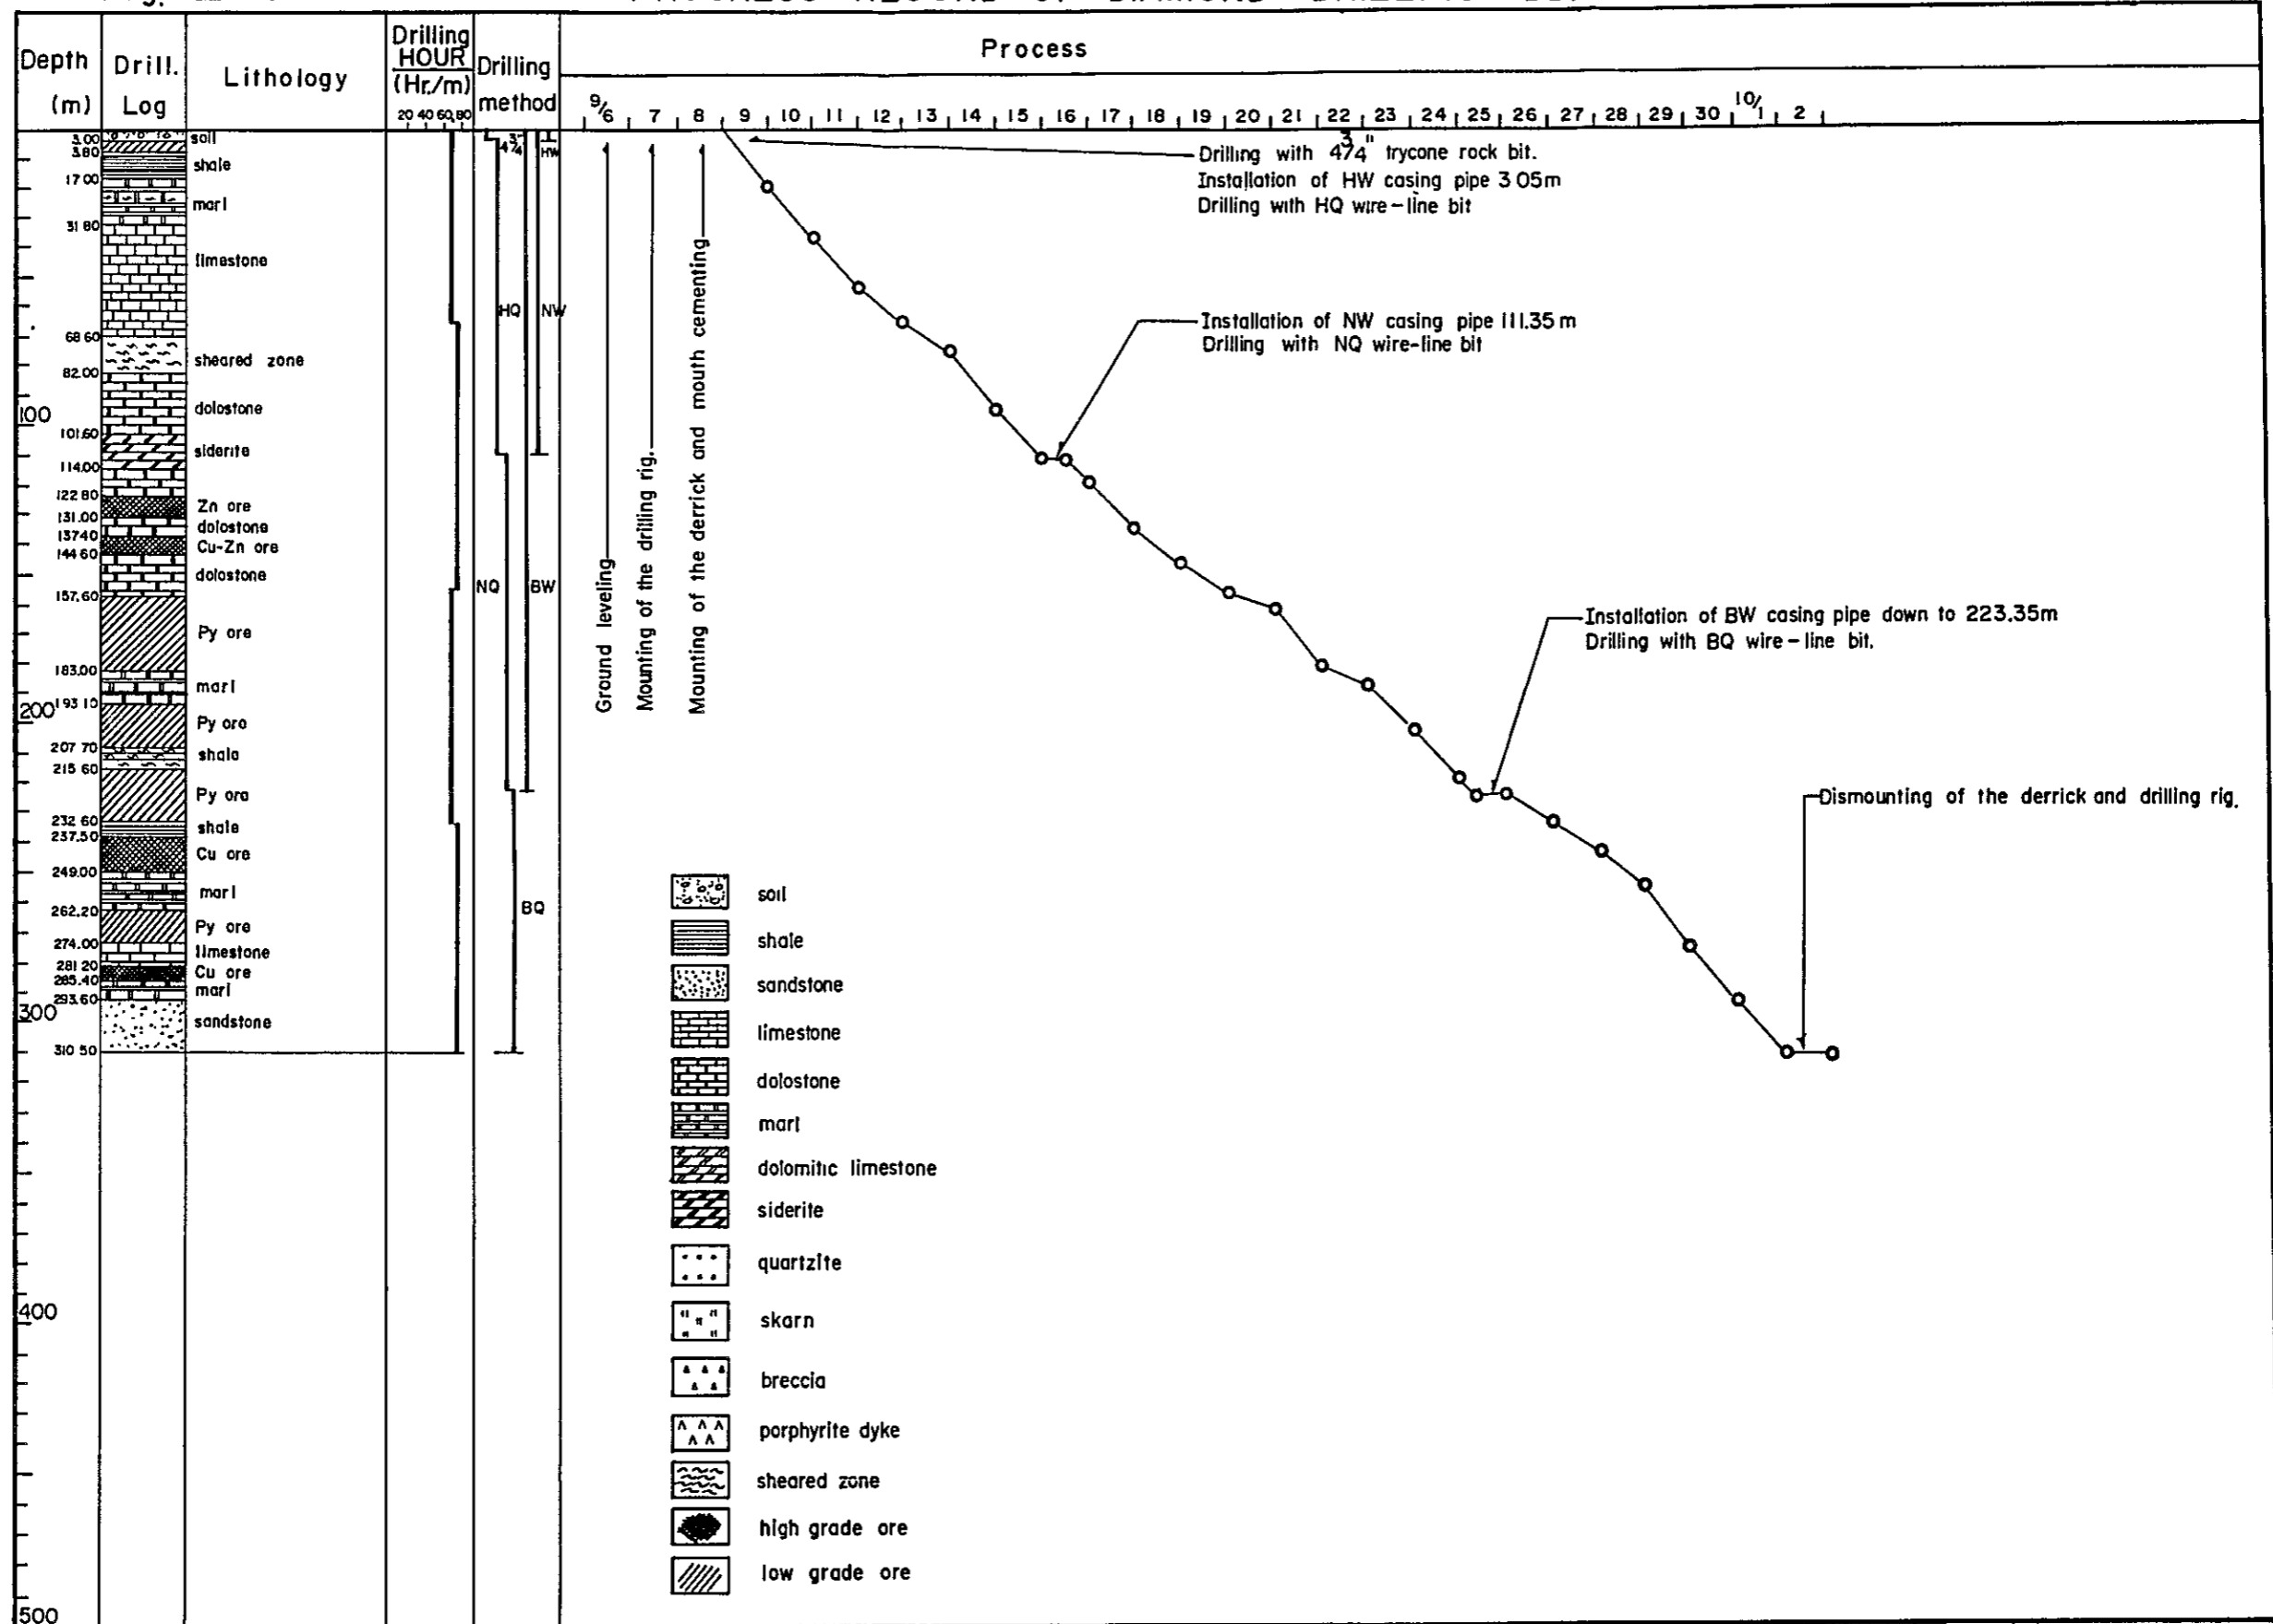 PROGRESS RECORD OF DIAMOND DRILLING
Depth (m)
Drill. Log
Lithology
Drilling HOUR (Hr./m)
20 40 60 80
Drilling method
Process
9/6 7 8 9 10 11 12 13 14 15 16 17 18 19 20 21 22 23 24 25 26 27 28 29 30 10/1 2
3.00 soil
3.80
shale
17 00
marl
31 80
limestone
68 60
sheared zone
82.00
dolostone
100
101.60
siderite
114.00
122 80
Zn ore
131.00
dolostone
137 40
Cu-Zn ore
144 60
dolostone
157.60
Py ore
183.00
marl
193 10
200
Py ore
207 70
shale
215 60
Py ore
232 60
shale
237.50
Cu ore
249.00
marl
262.20
Py ore
274.00
limestone
281 20
Cu ore
285.40
marl
293.60
300
sandstone
310 50
400
500
4 3/4"
HW
HQ
NW
NQ
BW
BQ
Ground leveling
Mounting of the drilling rig.
Mounting of the derrick and mouth cementing
Drilling with 4 3/4" trycone rock bit.
Installation of HW casing pipe 3 05m
Drilling with HQ wire-line bit
Installation of NW casing pipe 111.35 m
Drilling with NQ wire-line bit
Installation of BW casing pipe down to 223.35m
Drilling with BQ wire-line bit.
Dismounting of the derrick and drilling rig.
soil
shale
sandstone
limestone
dolostone
marl
dolomitic limestone
siderite
quartzite
skarn
breccia
porphyrite dyke
sheared zone
high grade ore
low grade ore